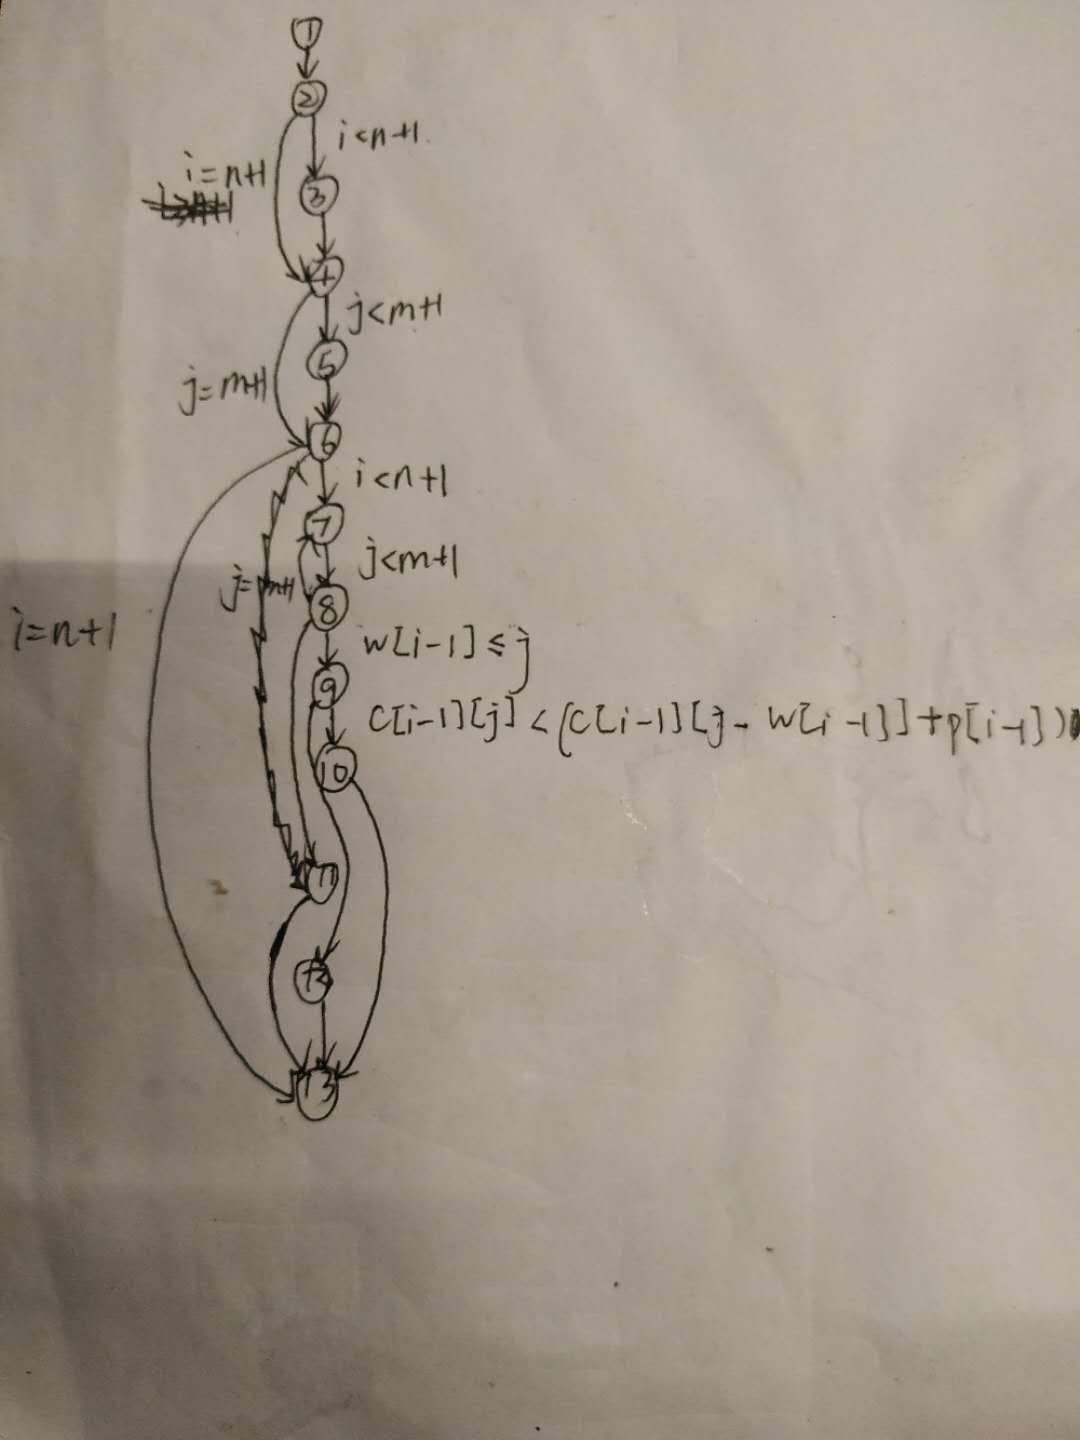 1
2
i<n+1.
i=n+1
3
4
j<m+1
5
j=m+1
6
i<n+1
7
j<m+1
j=m+1
8
i=n+1
w[i-1]≤j
9
C[i-1][j]<(C[i-1][j-w[i-1]]+p[i-1])
10
11
12
13